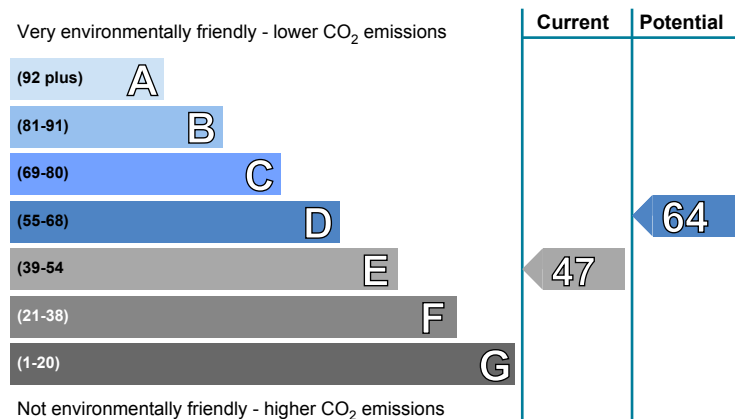 Very environmentally friendly - lower CO₂ emissions
Current
Potential
(92 plus) A
(81-91) B
(69-80) C
(55-68) D
64
(39-54 E
47
(21-38) F
(1-20) G
Not environmentally friendly - higher CO₂ emissions